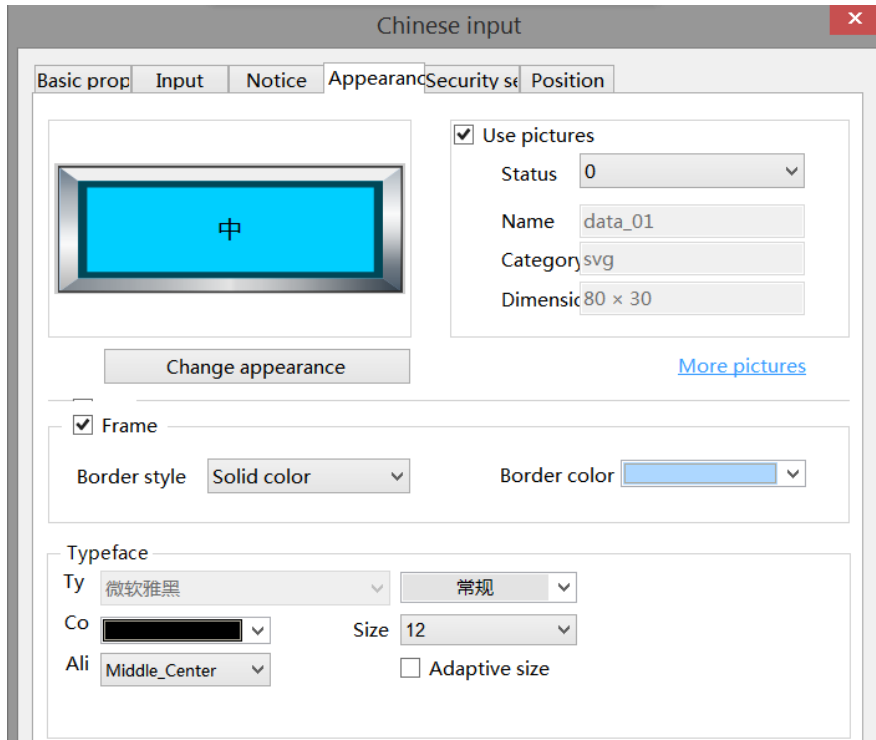 Chinese input
Basic prop Input Notice Appearanc Security se Position
Use pictures
Status 0
中
Name data_01
Category svg
Dimensic 80 × 30
Change appearance
More pictures
Frame
Border style Solid color Border color
Typeface
Ty 微软雅黑 常规
Co Size 12
Ali Middle_Center Adaptive size